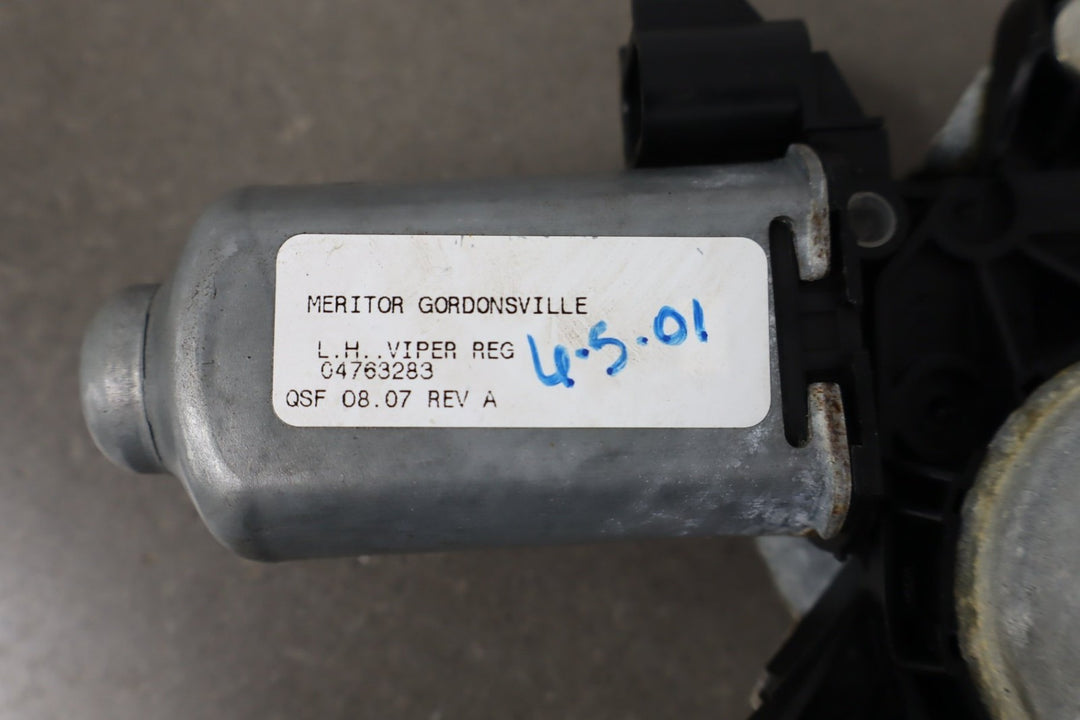 MERITOR GORDONSVILLE
L.H..VIPER REG
04763283
QSF 08.07 REV A
4.5.01